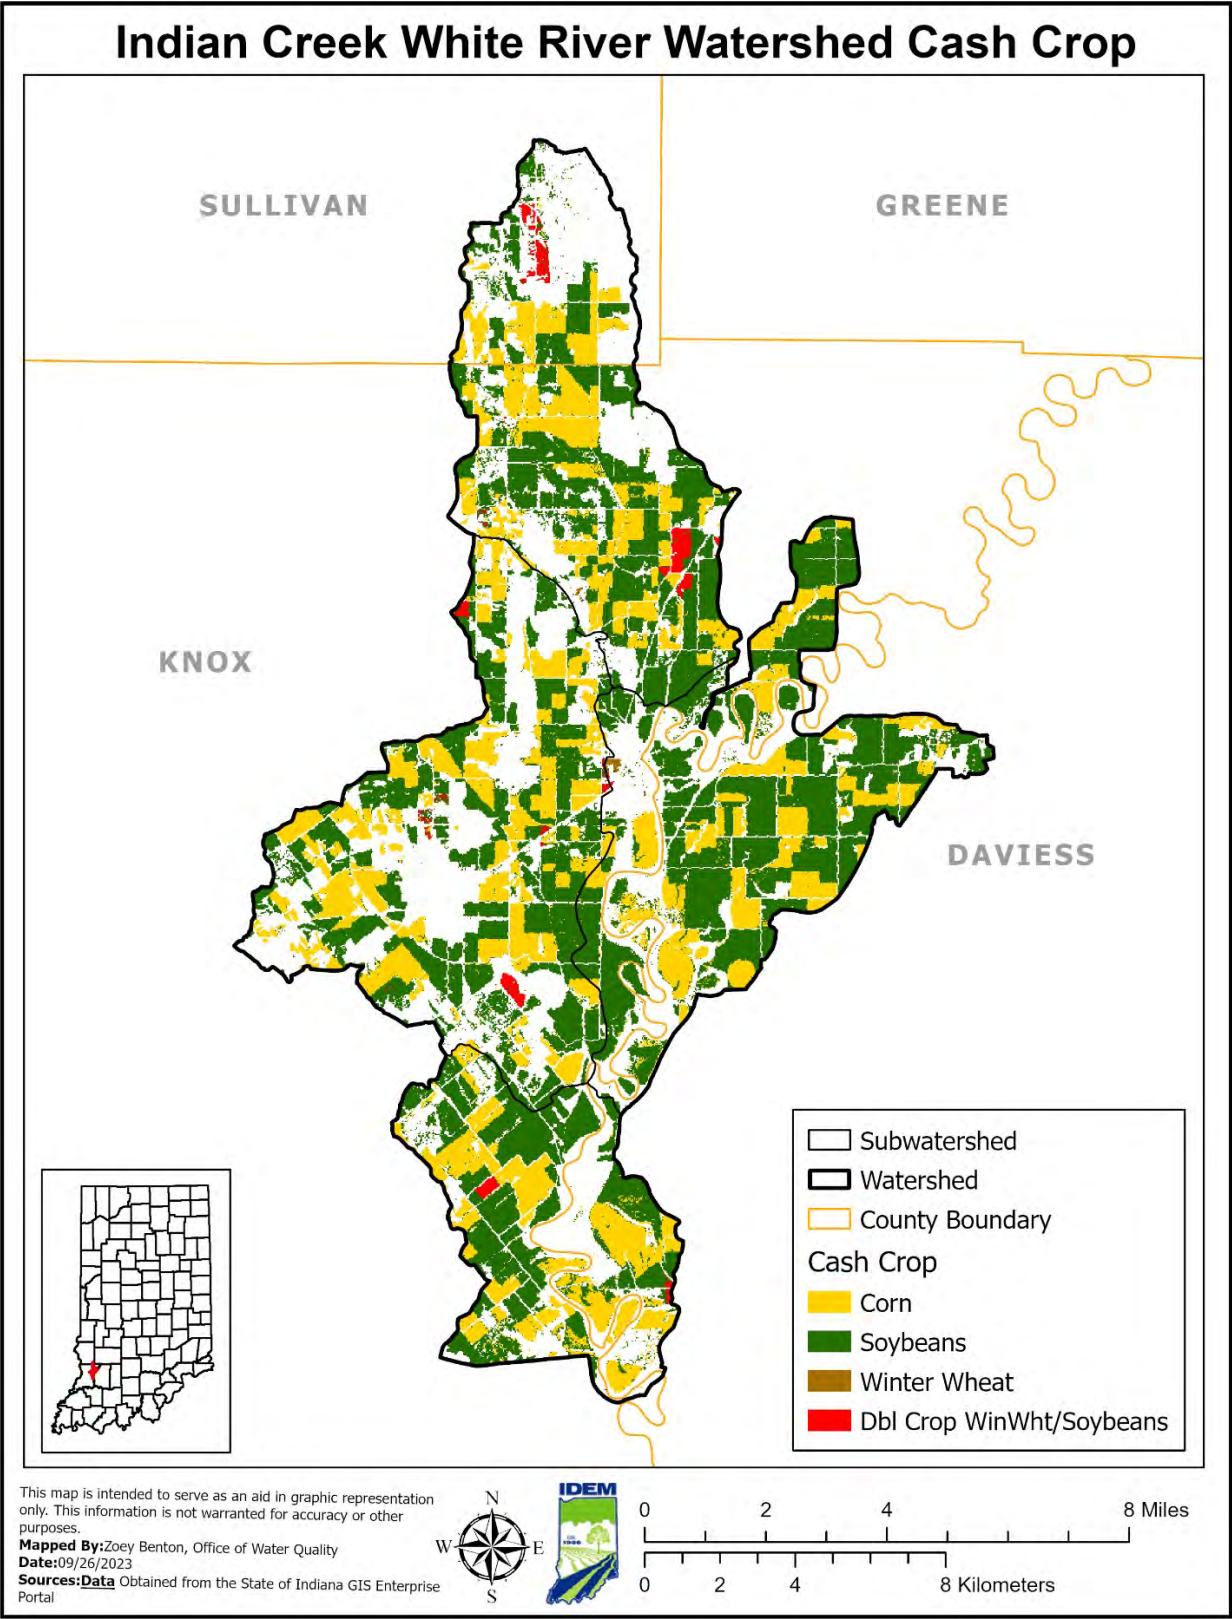 Indian Creek White River Watershed Cash Crop
SULLIVAN
GREENE
KNOX
DAVIESS
Subwatershed
Watershed
County Boundary
Cash Crop
Corn
Soybeans
Winter Wheat
Dbl Crop WinWht/Soybeans
This map is intended to serve as an aid in graphic representation
only. This information is not warranted for accuracy or other
purposes.
Mapped By:Zoey Benton, Office of Water Quality
Date:09/26/2023
Sources:Data Obtained from the State of Indiana GIS Enterprise
Portal
N
W E
S
IDEM
0 2 4 8 Miles
0 2 4 8 Kilometers